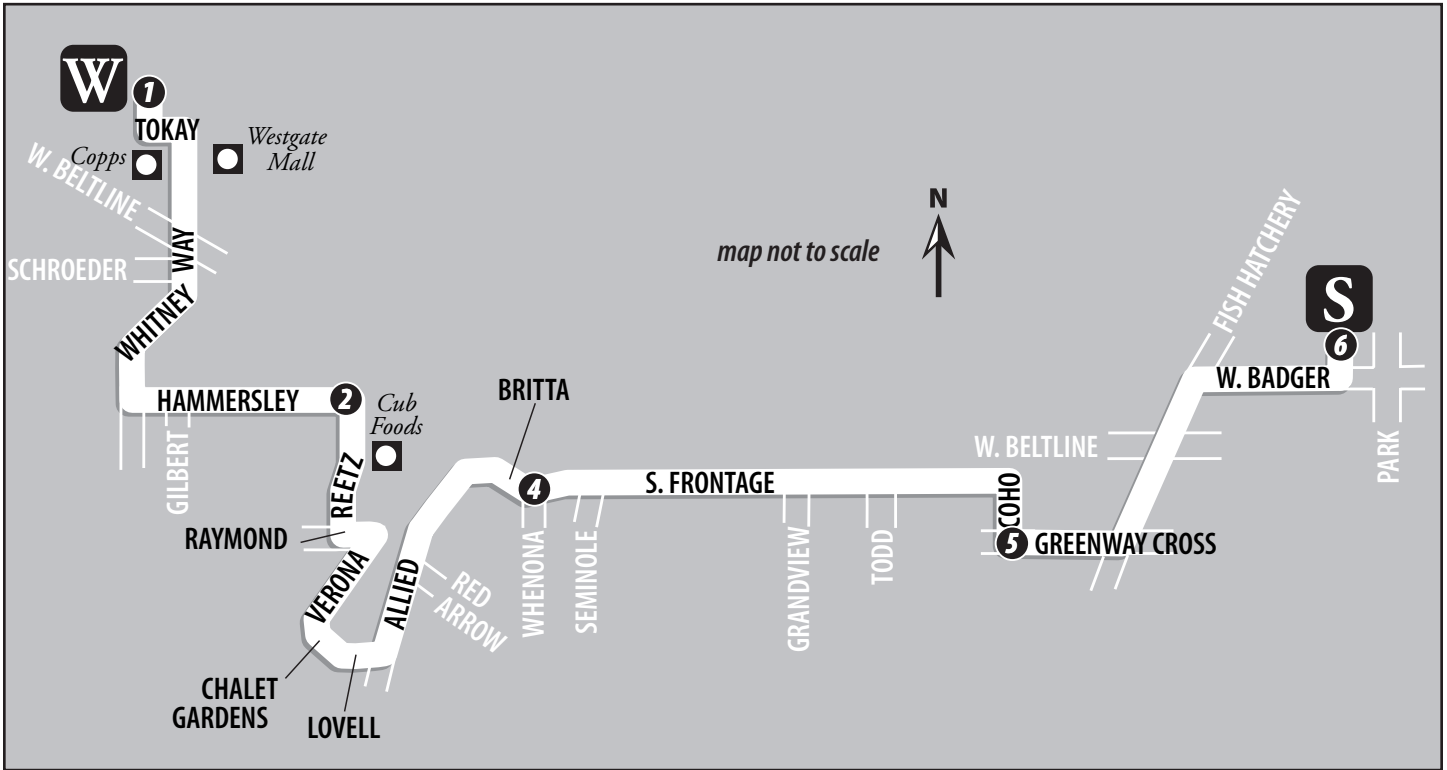 W
1
TOKAY
Copps
Westgate
Mall
W. BELTLINE
WAY
SCHROEDER
WHITNEY
N
map not to scale
FISH HATCHERY
S
6
HAMMERSLEY
2
Cub
Foods
GILBERT
REETZ
RAYMOND
VERONA
CHALET
GARDENS
LOVELL
ALLIED
RED
ARROW
BRITTA
4
WHENONA
SEMINOLE
S. FRONTAGE
GRANDVIEW
TODD
COHO
5
GREENWAY CROSS
W. BELTLINE
W. BADGER
PARK